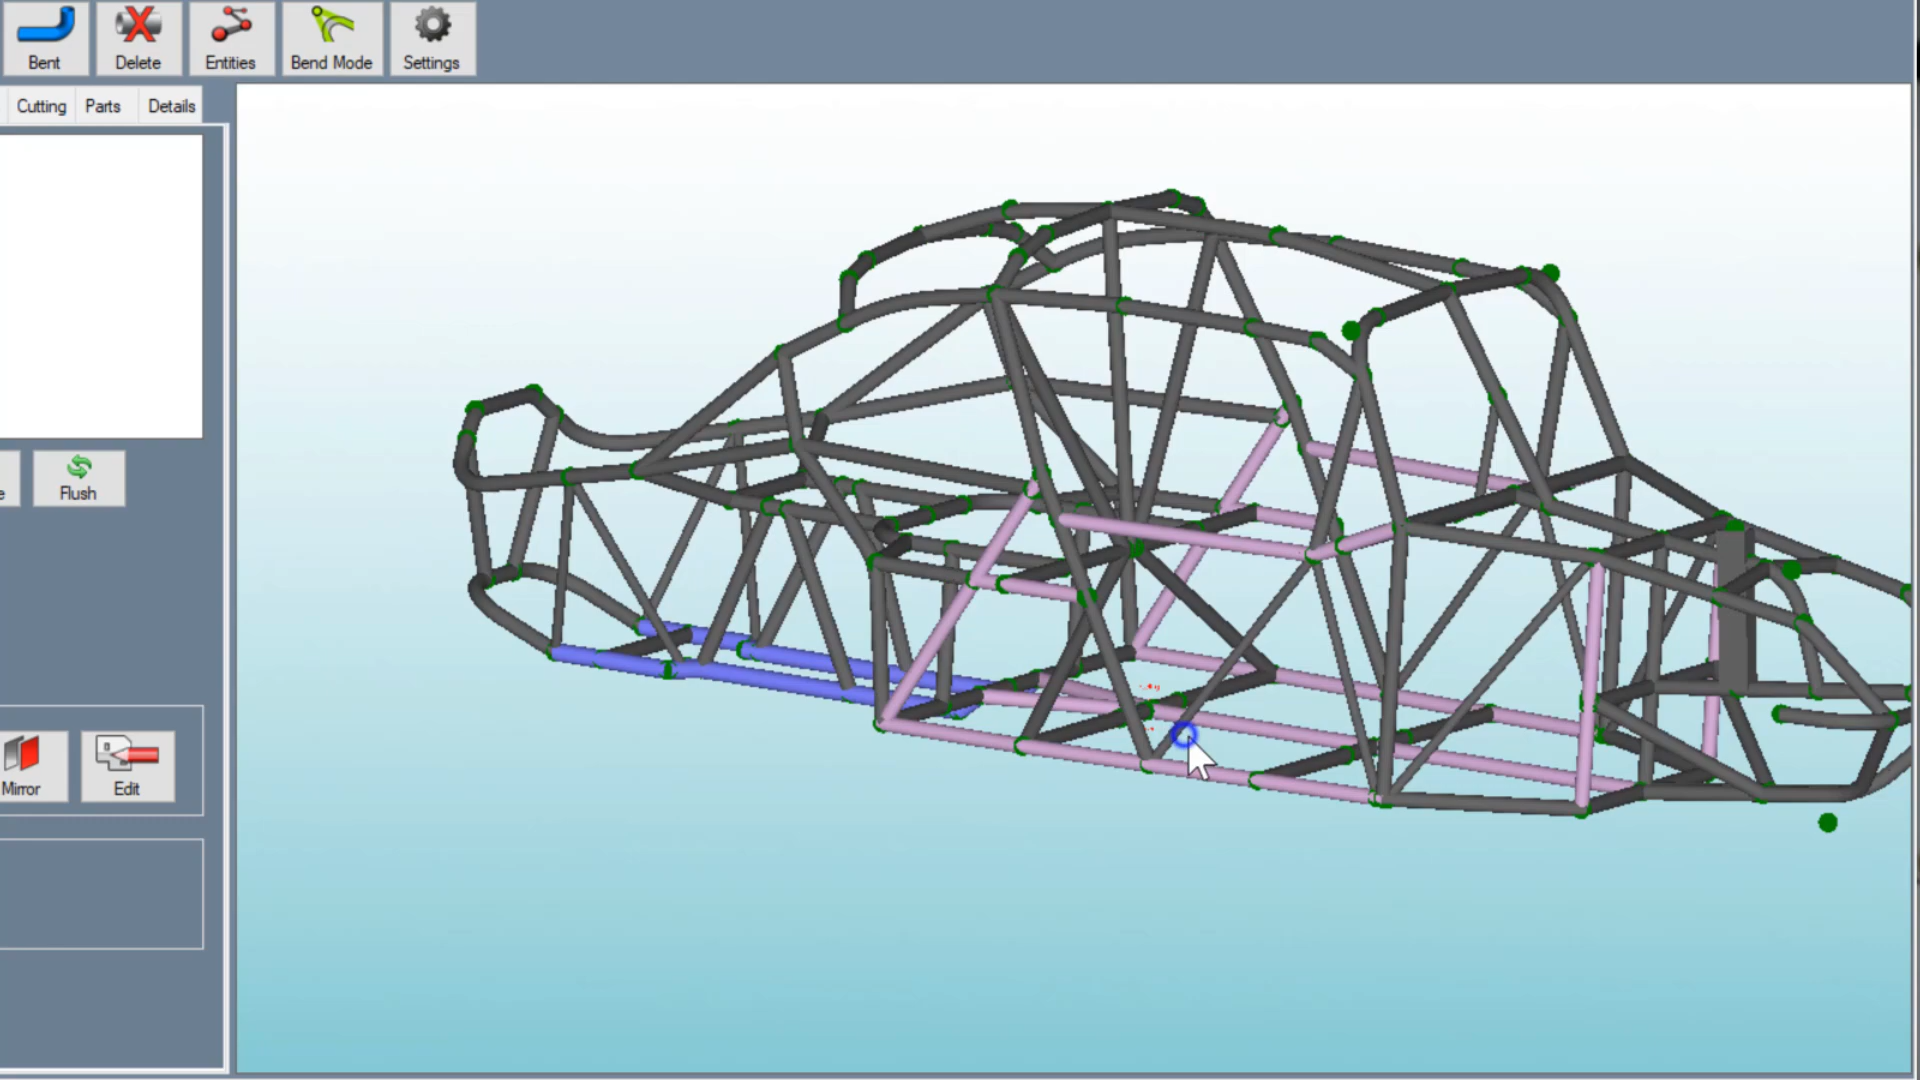 Bent
Delete
Entities
Bend Mode
Settings
Cutting
Parts
Details
e
Flush
Mirror
Edit